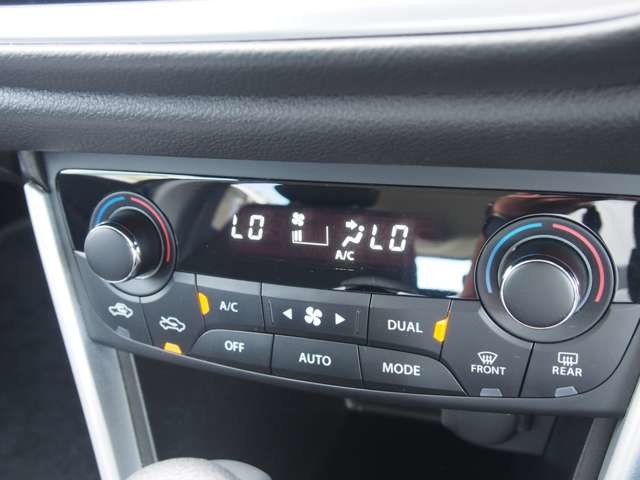 LO LO
A/C
A/C DUAL
OFF AUTO MODE FRONT REAR